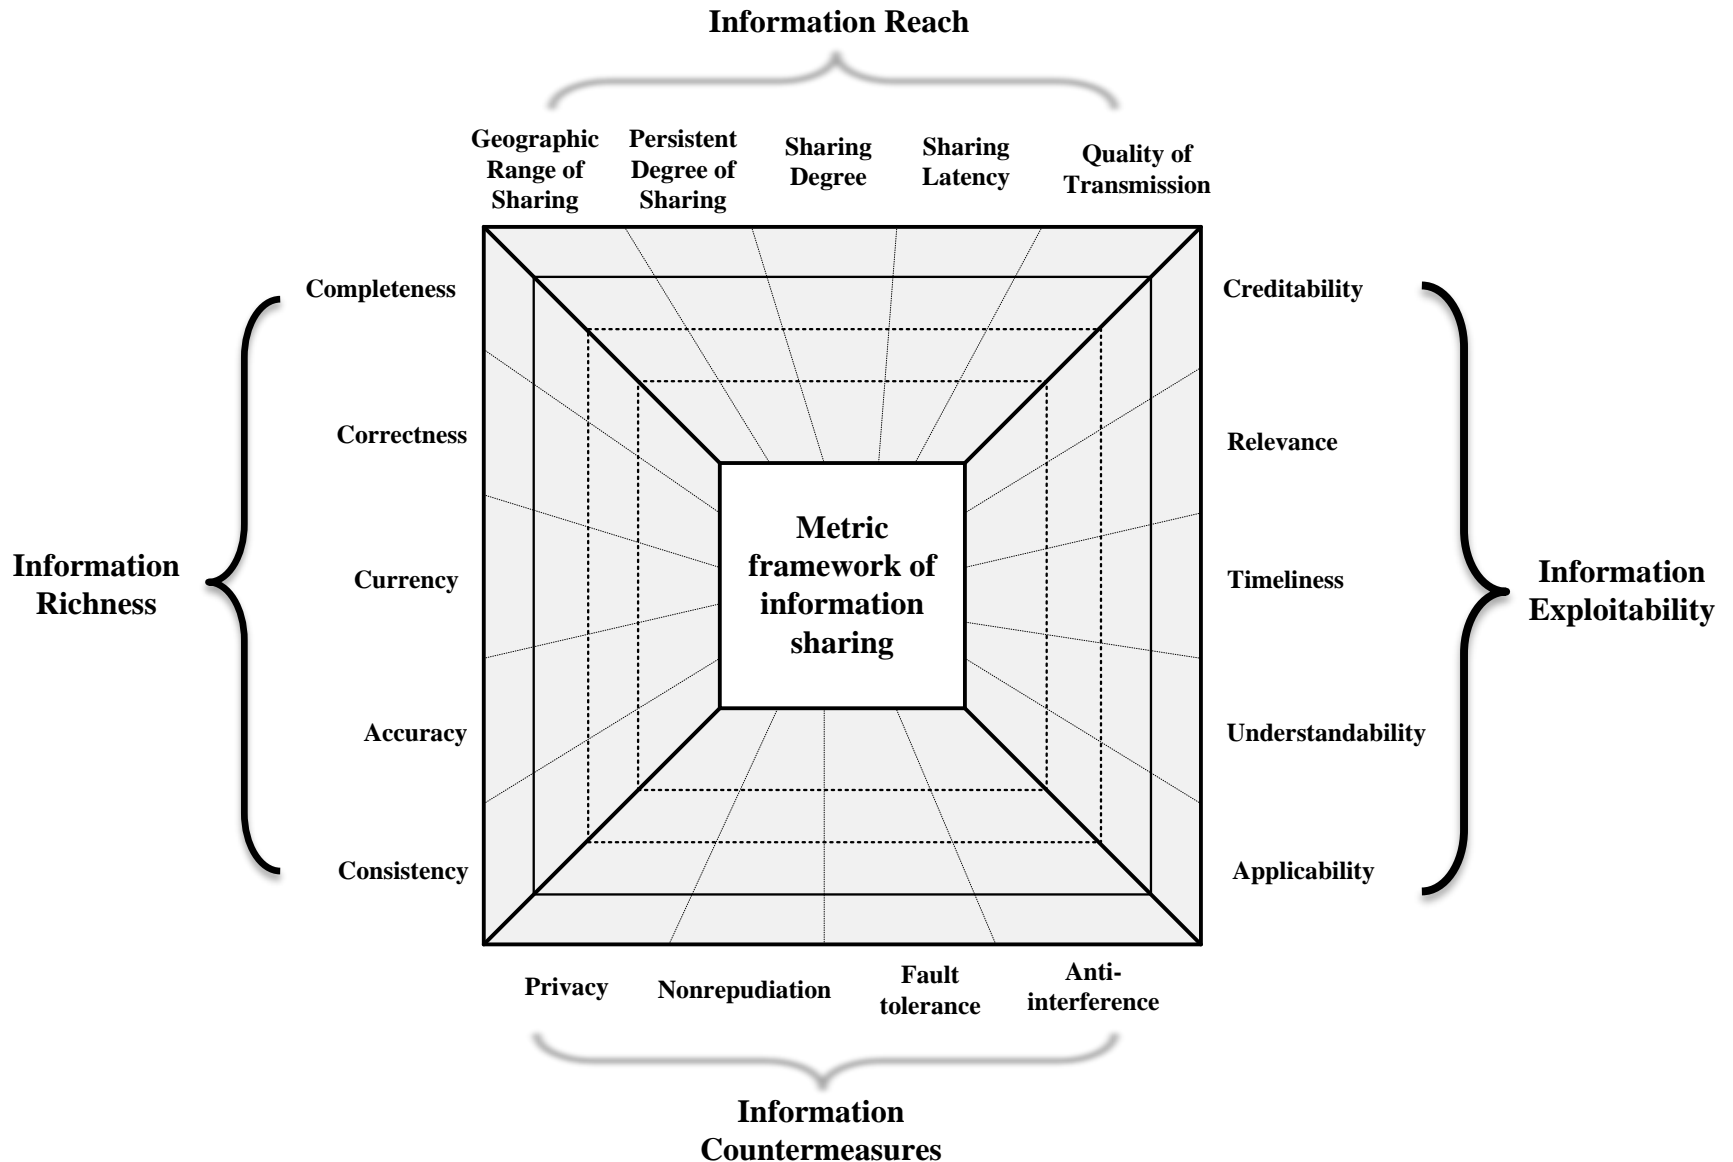 Information Reach
Geographic
Range of
Sharing
Persistent
Degree of
Sharing
Sharing
Degree
Sharing
Latency
Quality of
Transmission
Information
Richness
Completeness
Correctness
Currency
Accuracy
Consistency
Metric
framework of
information
sharing
Creditability
Relevance
Timeliness
Understandability
Applicability
Information
Exploitability
Privacy
Nonrepudiation
Fault
tolerance
Anti-
interference
Information
Countermeasures